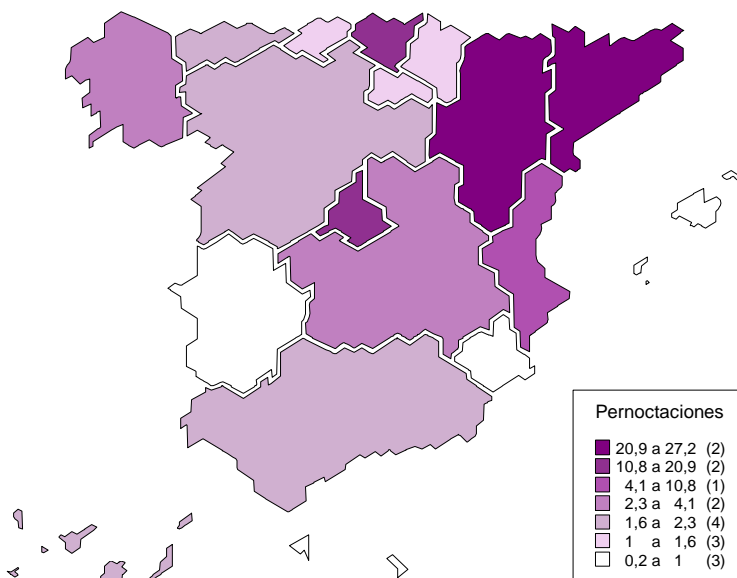 Pernoctaciones
20,9 a 27,2 (2)
10,8 a 20,9 (2)
4,1 a 10,8 (1)
2,3 a 4,1 (2)
1,6 a 2,3 (4)
1 a 1,6 (3)
0,2 a 1 (3)